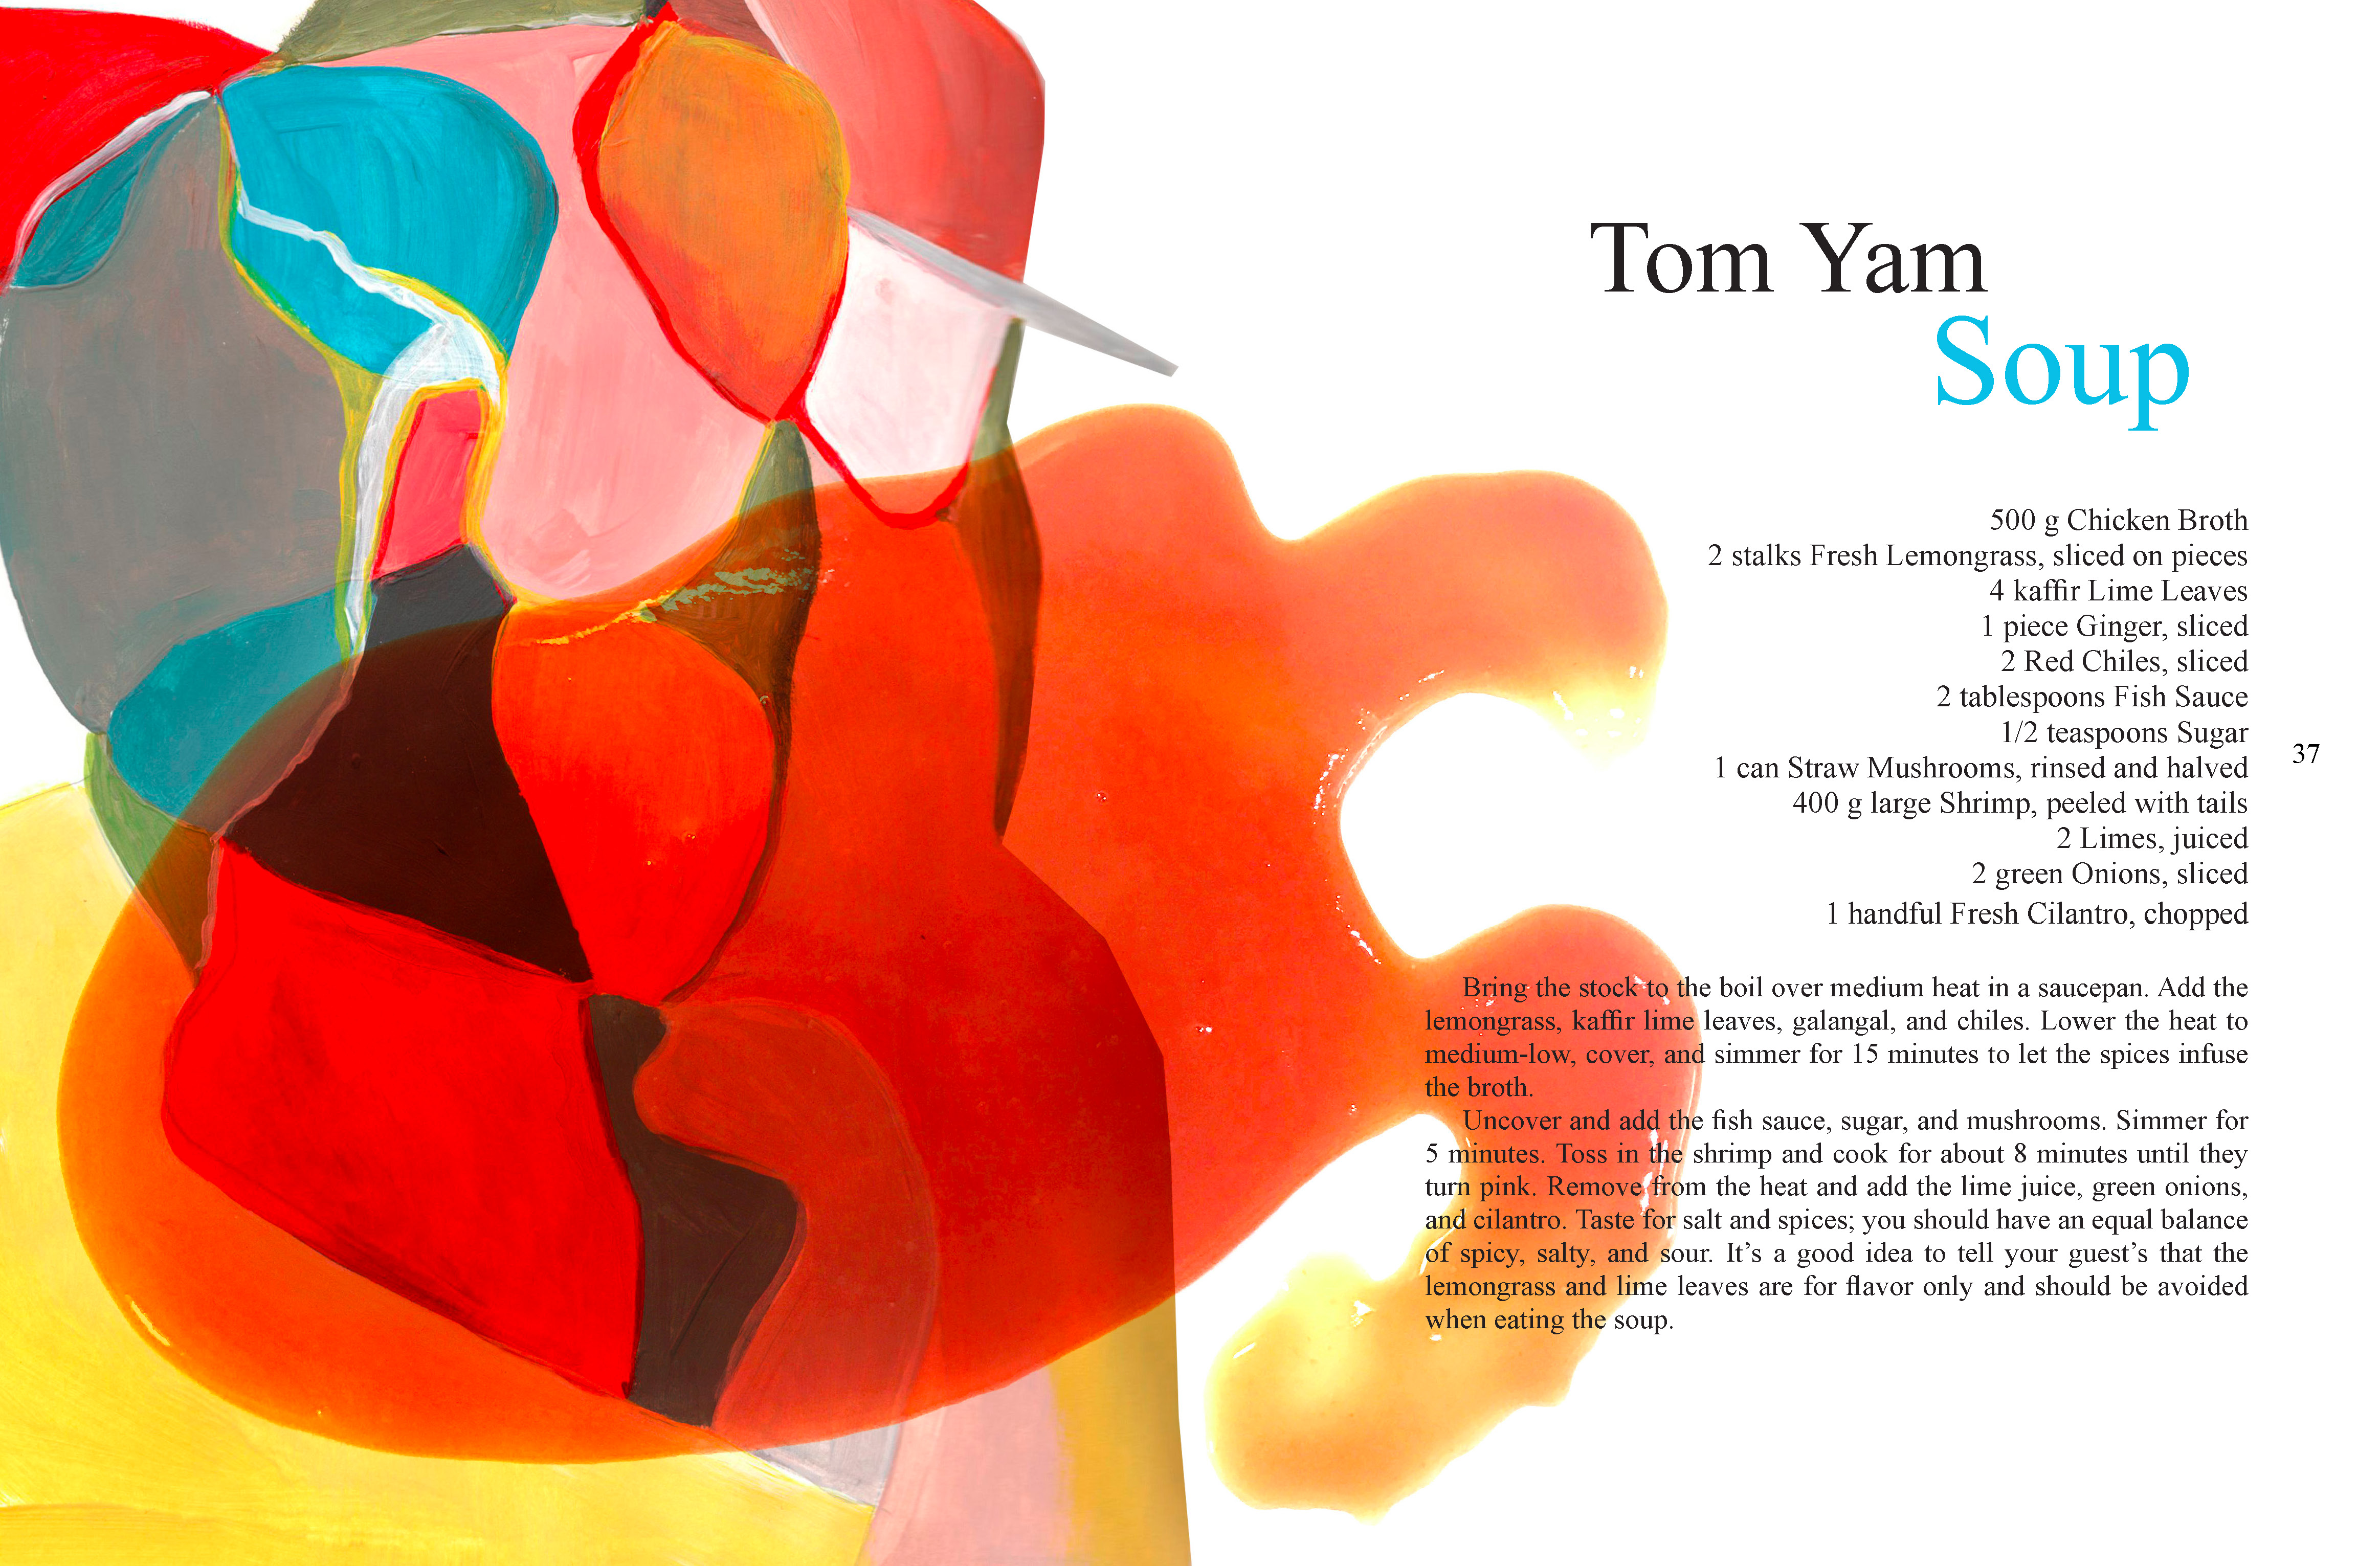 Tom Yam
Soup
500 g Chicken Broth
2 stalks Fresh Lemongrass, sliced on pieces
4 kaffir Lime Leaves
1 piece Ginger, sliced
2 Red Chiles, sliced
2 tablespoons Fish Sauce
1/2 teaspoons Sugar
1 can Straw Mushrooms, rinsed and halved
400 g large Shrimp, peeled with tails
2 Limes, juiced
2 green Onions, sliced
1 handful Fresh Cilantro, chopped
37
Bring the stock to the boil over medium heat in a saucepan. Add the
lemongrass, kaffir lime leaves, galangal, and chiles. Lower the heat to
medium-low, cover, and simmer for 15 minutes to let the spices infuse
the broth.
Uncover and add the fish sauce, sugar, and mushrooms. Simmer for
5 minutes. Toss in the shrimp and cook for about 8 minutes until they
turn pink. Remove from the heat and add the lime juice, green onions,
and cilantro. Taste for salt and spices; you should have an equal balance
of spicy, salty, and sour. It’s a good idea to tell your guest’s that the
lemongrass and lime leaves are for flavor only and should be avoided
when eating the soup.